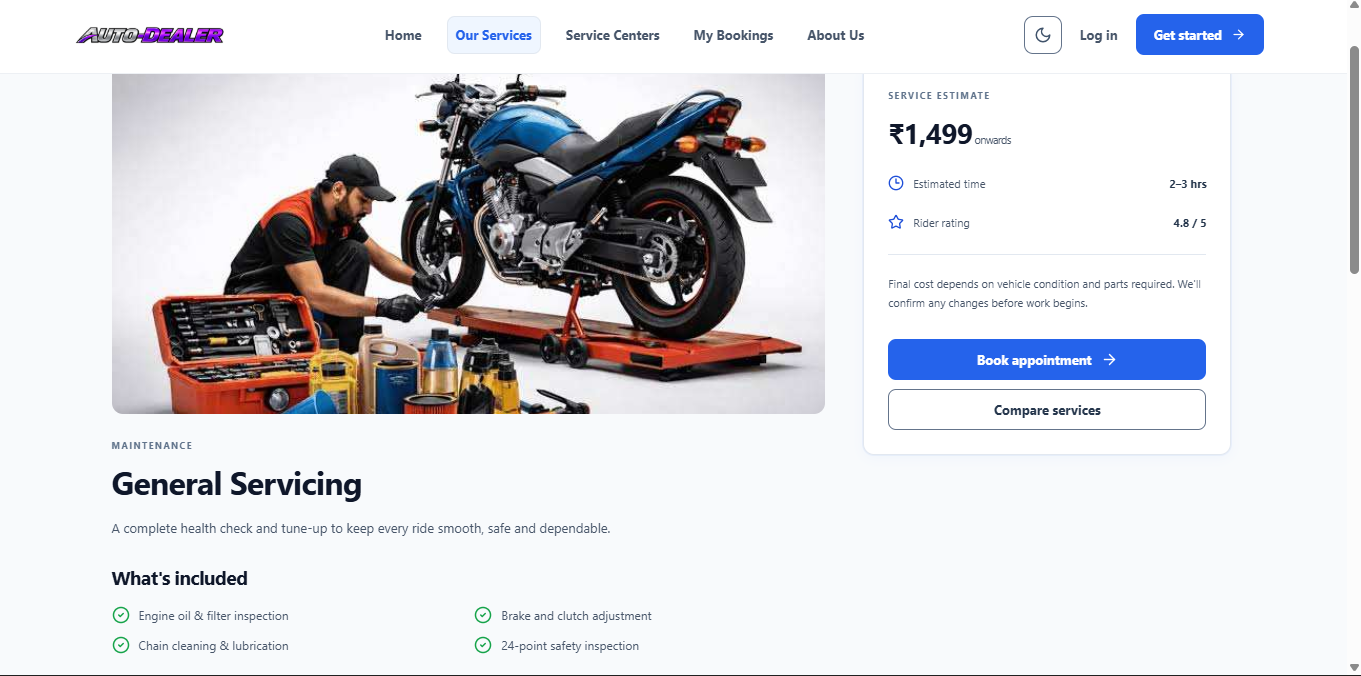 AUTO-DEALER
Home
Our Services
Service Centers
My Bookings
About Us
Log in
Get started
SERVICE ESTIMATE
₹1,499 onwards
Estimated time 2–3 hrs
Rider rating 4.8 / 5
Final cost depends on vehicle condition and parts required. We'll
confirm any changes before work begins.
Book appointment
Compare services
MAINTENANCE
General Servicing
A complete health check and tune-up to keep every ride smooth, safe and dependable.
What's included
Engine oil & filter inspection
Brake and clutch adjustment
Chain cleaning & lubrication
24-point safety inspection